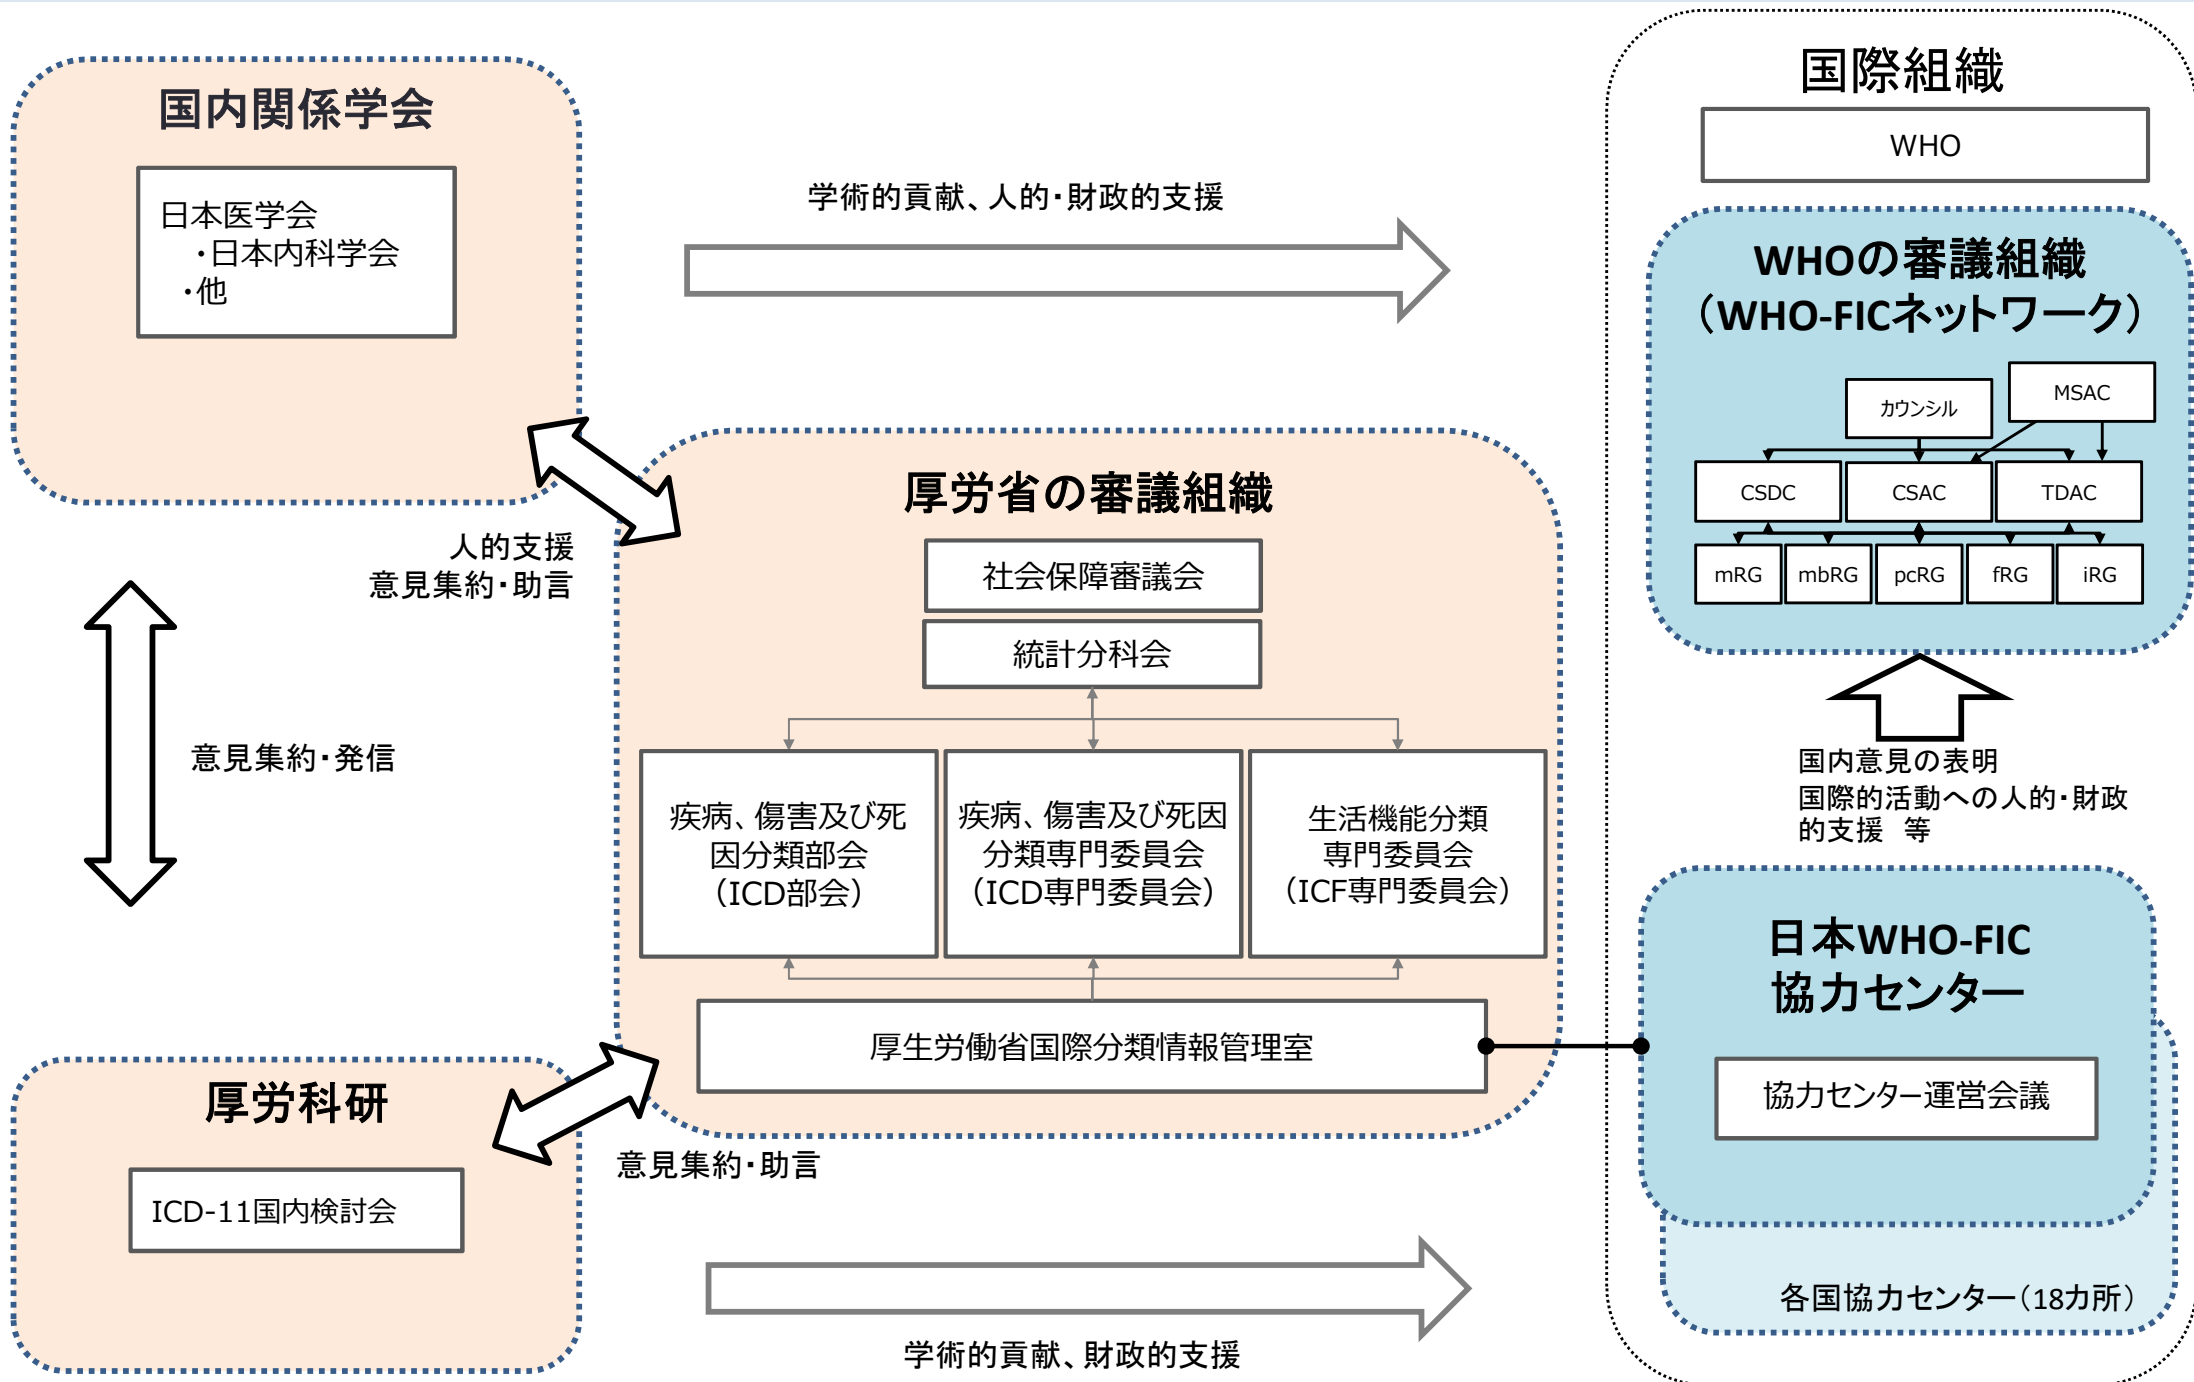 国内関係学会
日本医学会
・日本内科学会
・他
学術的貢献、人的・財政的支援
国際組織
WHO
WHOの審議組織
（WHO-FICネットワーク）
カウンシル
MSAC
CSDC
CSAC
TDAC
mRG
mbRG
pcRG
fRG
iRG
人的支援
意見集約・助言
厚労省の審議組織
社会保障審議会
統計分科会
疾病、傷害及び死
因分類部会
（ICD部会）
疾病、傷害及び死因
分類専門委員会
（ICD専門委員会）
生活機能分類
専門委員会
（ICF専門委員会）
厚生労働省国際分類情報管理室
意見集約・発信
国内意見の表明
国際的活動への人的・財政
的支援　等
日本WHO-FIC
協力センター
協力センター運営会議
各国協力センター（18カ所）
厚労科研
ICD-11国内検討会
意見集約・助言
学術的貢献、財政的支援